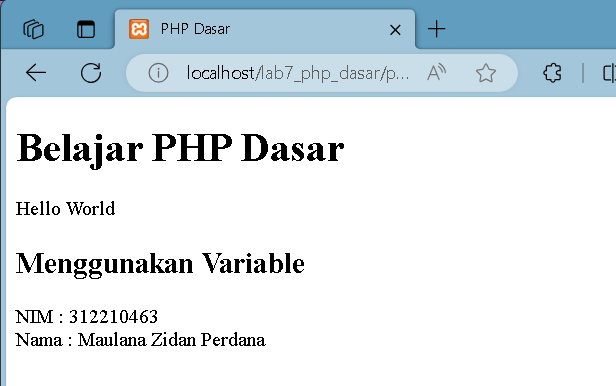 PHP Dasar
localhost/lab7_php_dasar/p...
Belajar PHP Dasar
Hello World
Menggunakan Variable
NIM : 312210463
Nama : Maulana Zidan Perdana